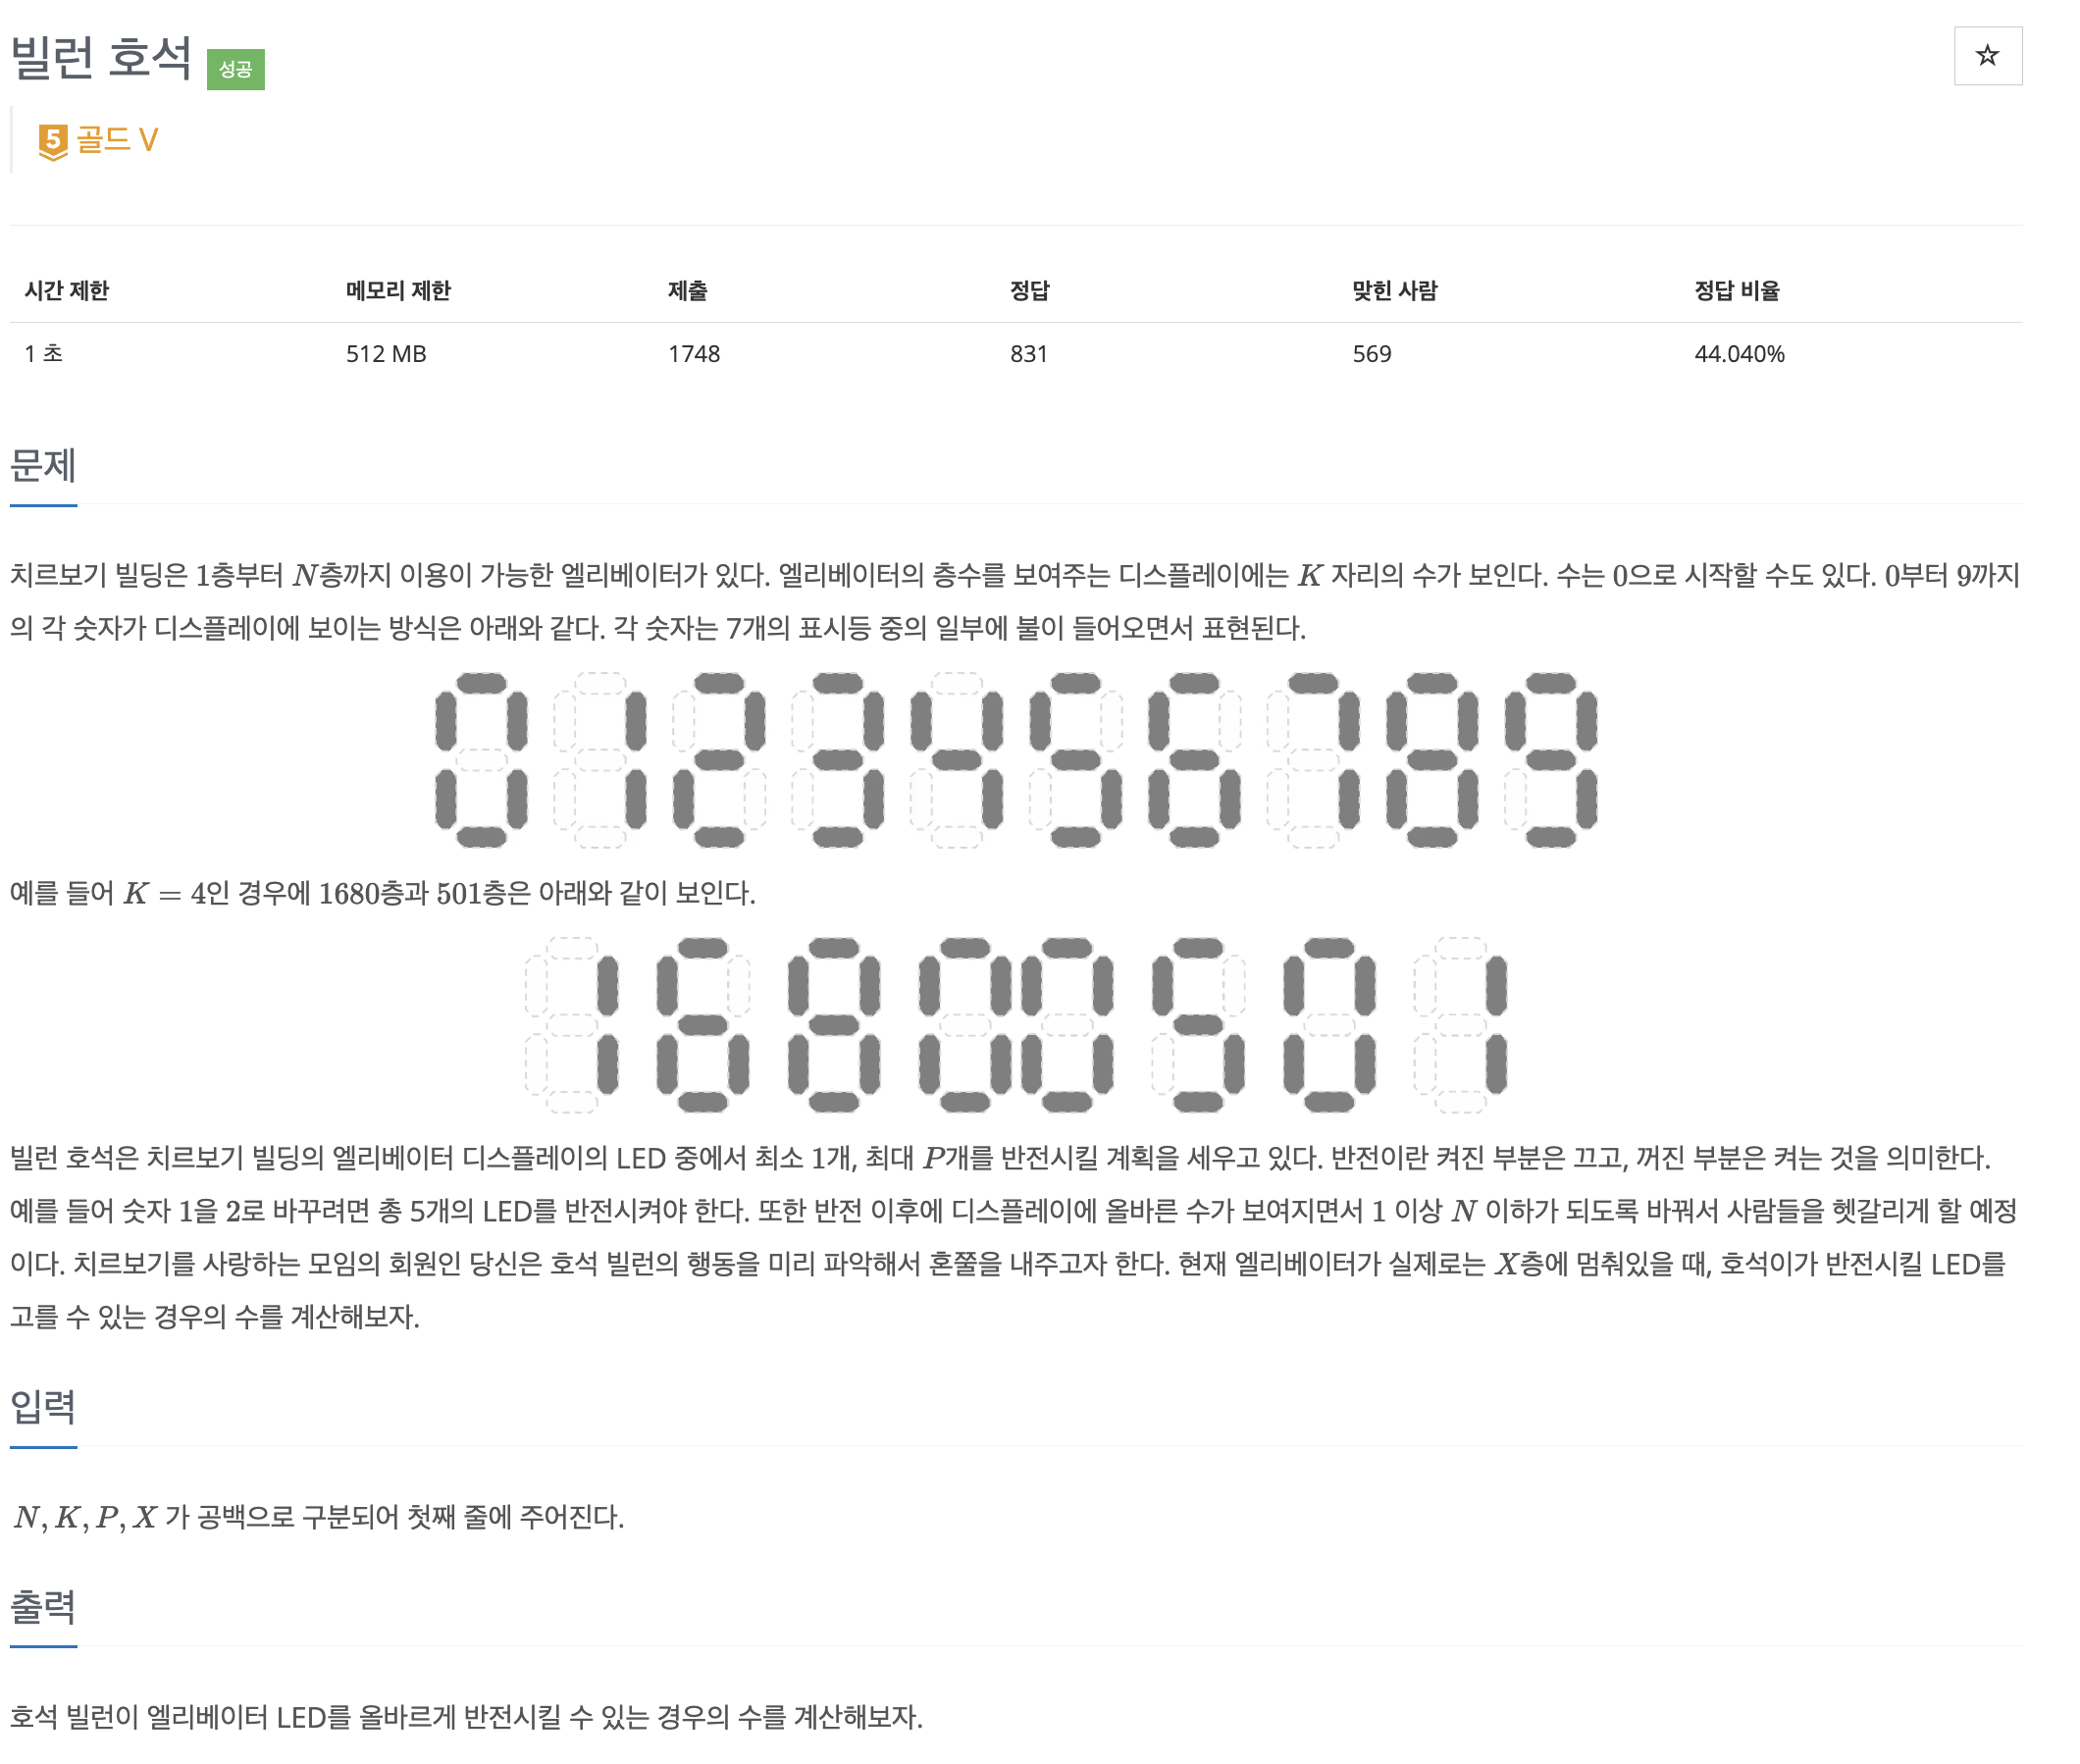 빌런 호석 성공
5 골드 V
시간 제한 메모리 제한 제출 정답 맞힌 사람 정답 비율
1 초 512 MB 1748 831 569 44.040%
문제
치르보기 빌딩은 1층부터 N층까지 이용이 가능한 엘리베이터가 있다. 엘리베이터의 층수를 보여주는 디스플레이에는 K 자리의 수가 보인다. 수는 0으로 시작할 수도 있다. 0부터 9까지
의 각 숫자가 디스플레이에 보이는 방식은 아래와 같다. 각 숫자는 7개의 표시등 중의 일부에 불이 들어오면서 표현된다.
0 1 2 3 4 5 6 7 8 9
예를 들어 K = 4인 경우에 1680층과 501층은 아래와 같이 보인다.
1680 0501
빌런 호석은 치르보기 빌딩의 엘리베이터 디스플레이의 LED 중에서 최소 1개, 최대 P개를 반전시킬 계획을 세우고 있다. 반전이란 켜진 부분은 끄고, 꺼진 부분은 켜는 것을 의미한다.
예를 들어 숫자 1을 2로 바꾸려면 총 5개의 LED를 반전시켜야 한다. 또한 반전 이후에 디스플레이에 올바른 수가 보여지면서 1 이상 N 이하가 되도록 바꿔서 사람들을 헷갈리게 할 예정
이다. 치르보기를 사랑하는 모임의 회원인 당신은 호석 빌런의 행동을 미리 파악해서 혼쭐을 내주고자 한다. 현재 엘리베이터가 실제로는 X층에 멈춰있을 때, 호석이가 반전시킬 LED를
고를 수 있는 경우의 수를 계산해보자.
입력
N, K, P, X 가 공백으로 구분되어 첫째 줄에 주어진다.
출력
호석 빌런이 엘리베이터 LED를 올바르게 반전시킬 수 있는 경우의 수를 계산해보자.